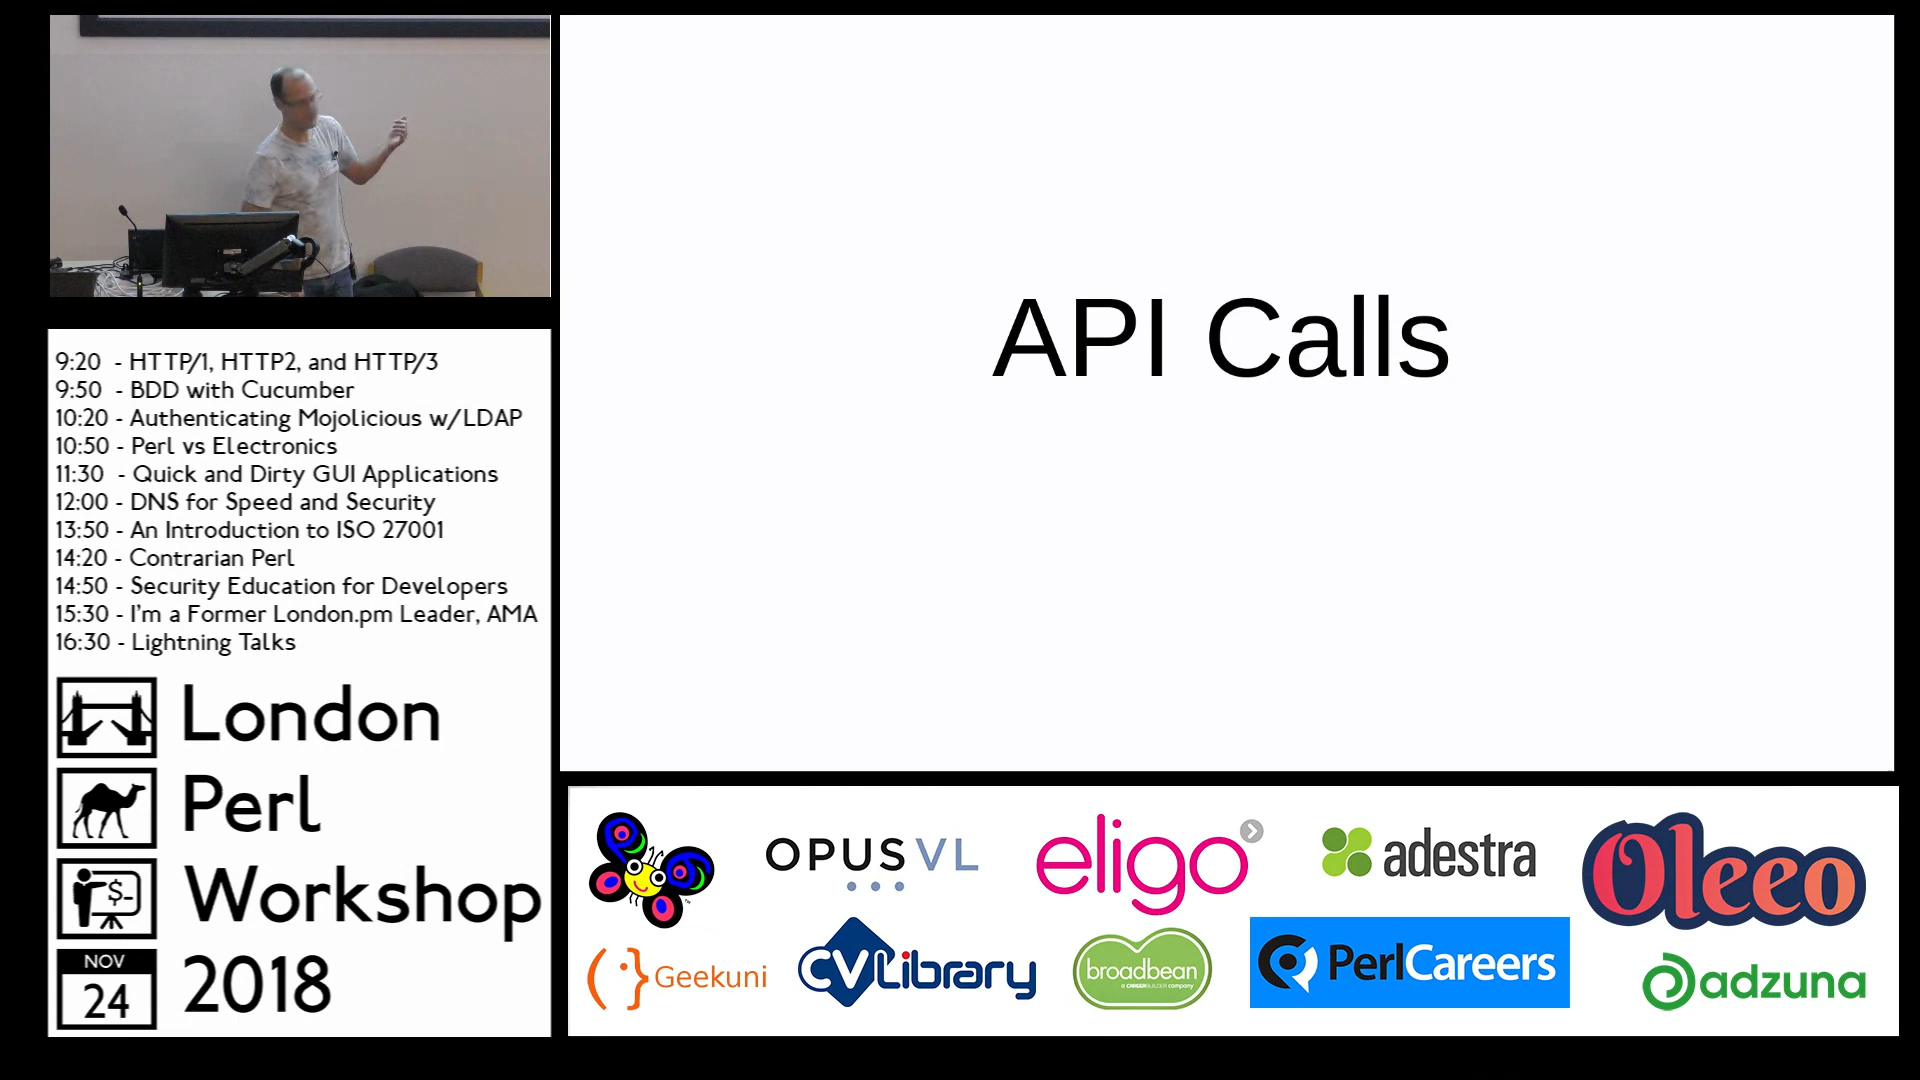 API Calls
9:20 - HTTP/1, HTTP2, and HTTP/3
9:50 - BDD with Cucumber
10:20 - Authenticating Mojolicious w/LDAP
10:50 - Perl vs Electronics
11:30 - Quick and Dirty GUI Applications
12:00 - DNS for Speed and Security
13:50 - An Introduction to ISO 27001
14:20 - Contrarian Perl
14:50 - Security Education for Developers
15:30 - I'm a Former London.pm Leader, AMA
16:30 - Lightning Talks
London
Perl
$-
Workshop
NOV
24
2018
OPUS VL
eligo
adestra
Oleeo
Geekuni
CVLibrary
broadbean
a CAREERBUILDER company
PerlCareers
adzuna